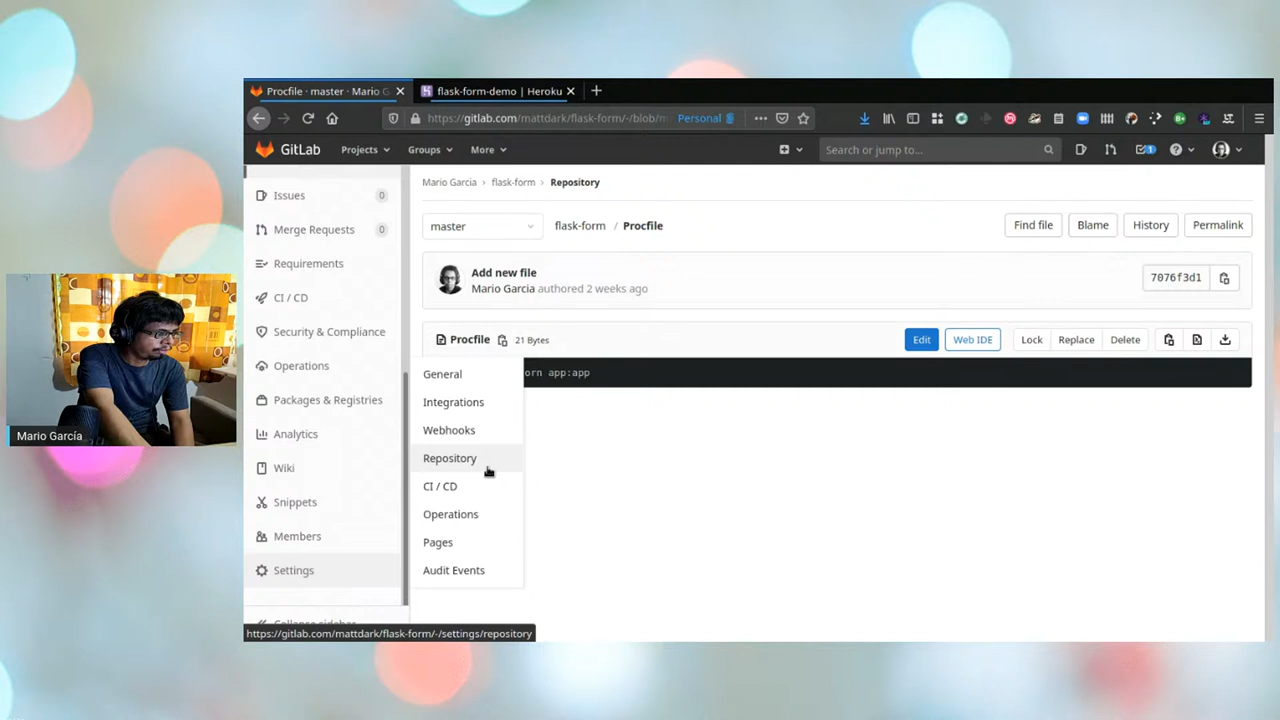 Procfile · master · Mario G
flask-form-demo | Heroku
https://gitlab.com/mattdark/flask-form/-/blob/m
Personal
GitLab
Projects
Groups
More
Search or jump to...
1
Issues
0
Merge Requests
0
Requirements
CI / CD
Security & Compliance
Operations
Packages & Registries
Analytics
Wiki
Snippets
Members
Settings
Mario Garcia › flask-form › Repository
master
flask-form / Procfile
Find file
Blame
History
Permalink
Add new file
Mario Garcia authored 2 weeks ago
7076f3d1
Procfile
21 Bytes
Edit
Web IDE
Lock
Replace
Delete
orn app:app
General
Integrations
Webhooks
Repository
CI / CD
Operations
Pages
Audit Events
https://gitlab.com/mattdark/flask-form/-/settings/repository
Mario García